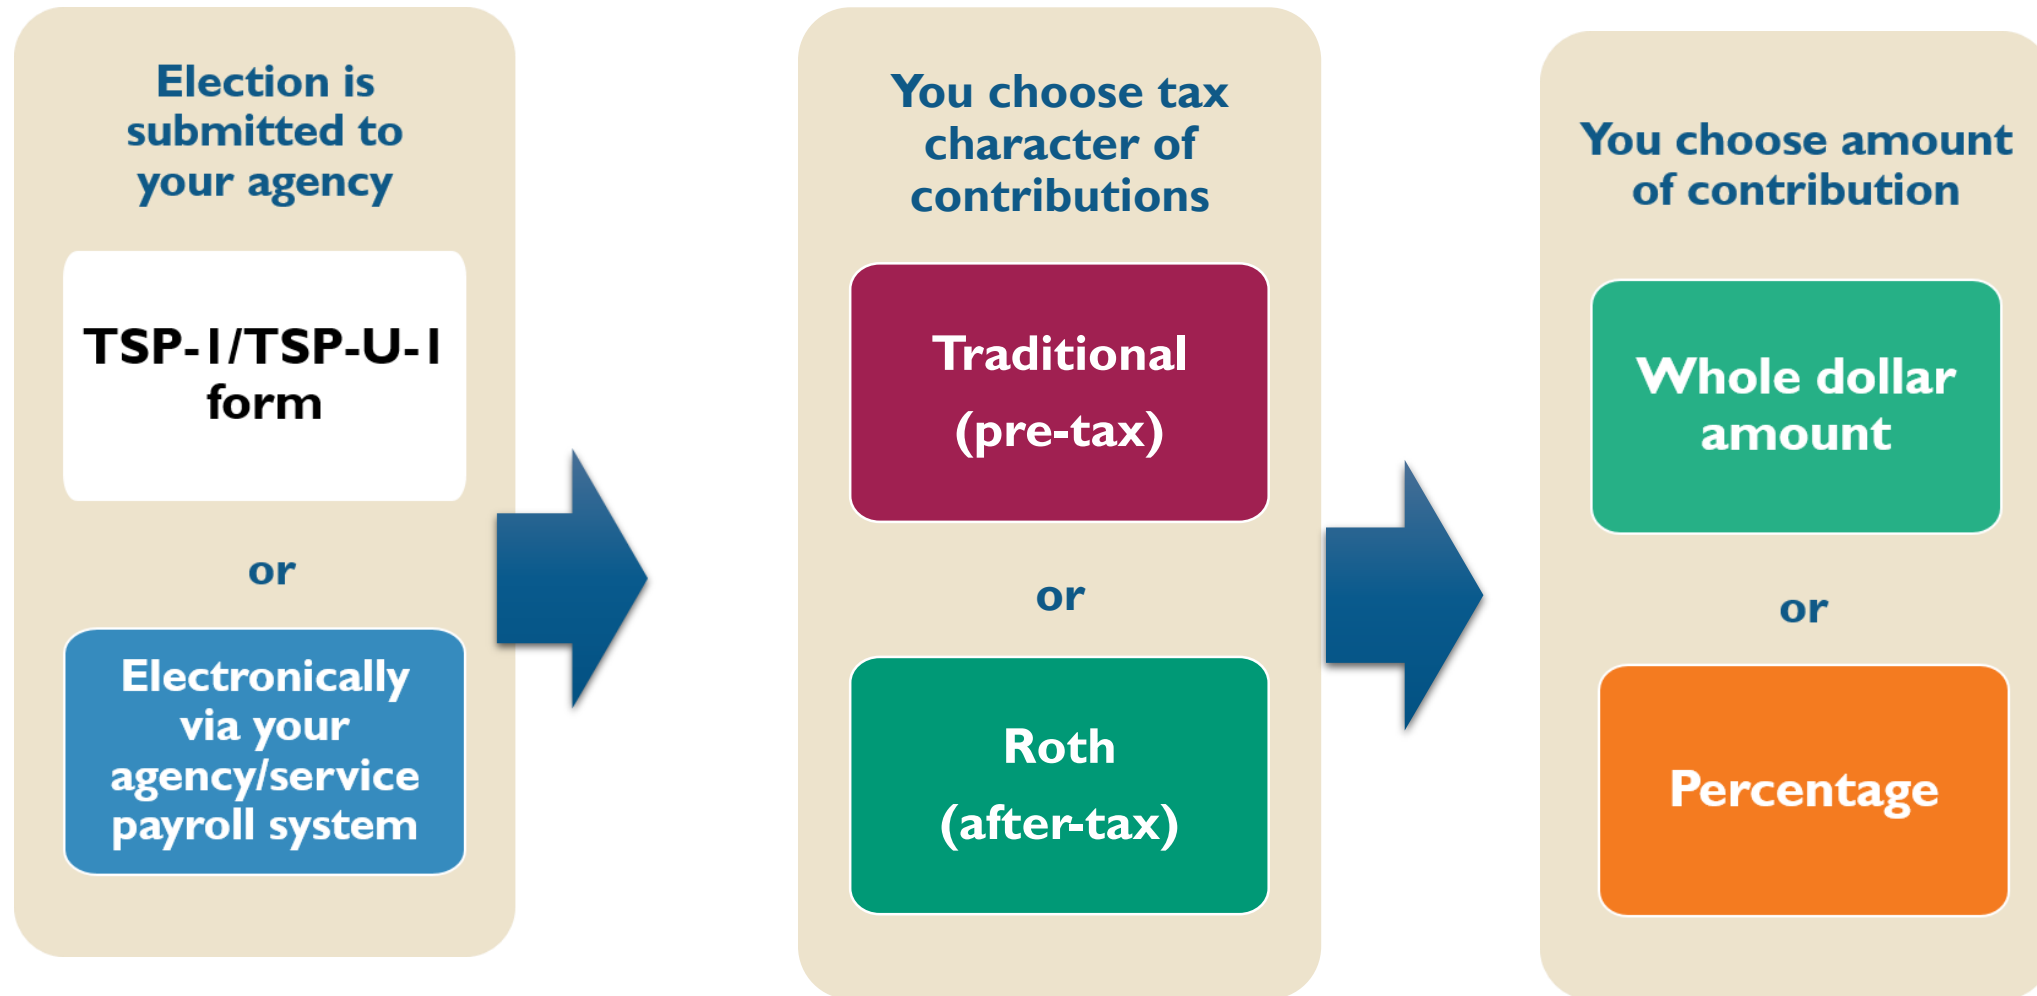 Election is
submitted to
your agency
TSP-1/TSP-U-1
form
or
Electronically
via your
agency/service
payroll system
You choose tax
character of
contributions
Traditional
(pre-tax)
or
Roth
(after-tax)
You choose amount
of contribution
Whole dollar
amount
or
Percentage